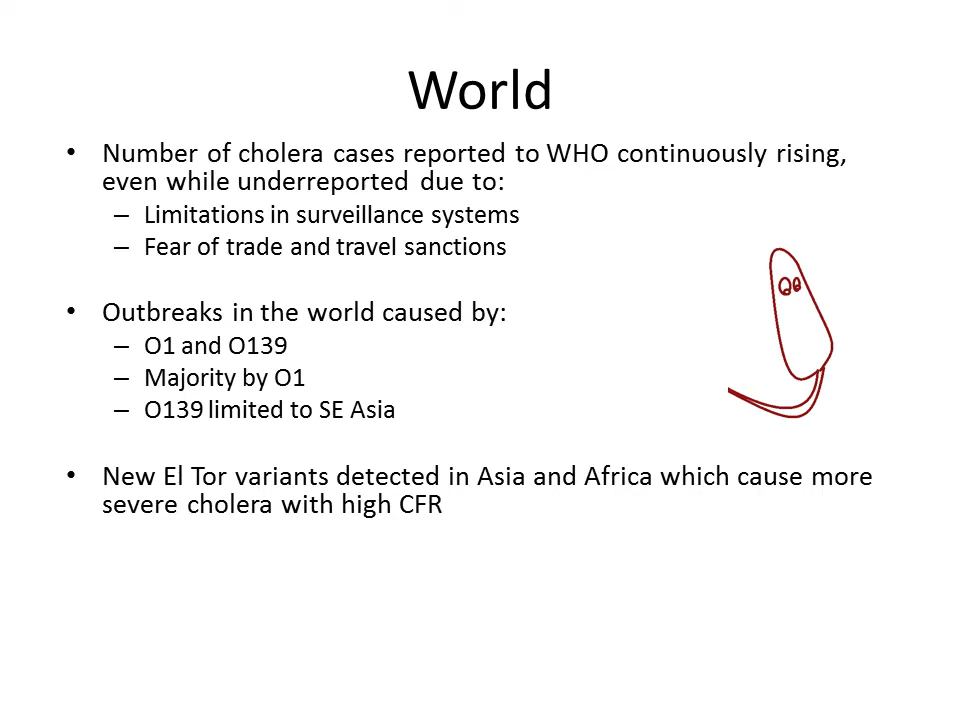 World
• Number of cholera cases reported to WHO continuously rising,
even while underreported due to:
– Limitations in surveillance systems
– Fear of trade and travel sanctions
• Outbreaks in the world caused by:
– O1 and O139
– Majority by O1
– O139 limited to SE Asia
• New El Tor variants detected in Asia and Africa which cause more
severe cholera with high CFR